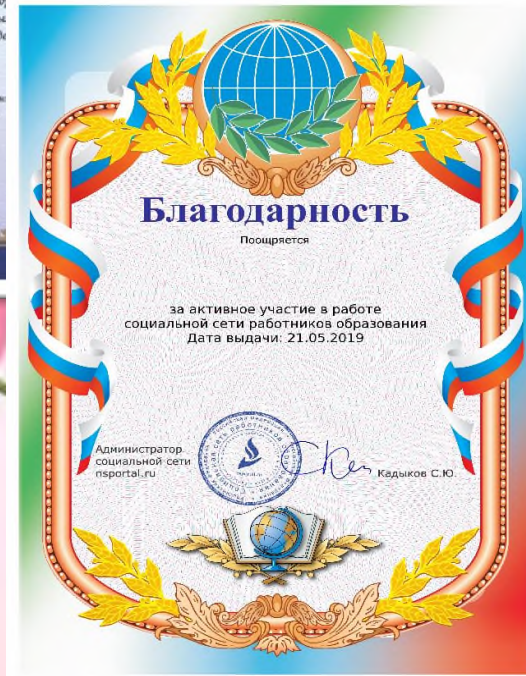 Благодарность
Поощряется
за активное участие в работе
социальной сети работников образования
Дата выдачи: 21.05.2019
Администратор
социальной сети
nsportal.ru
Кадыков С.Ю.